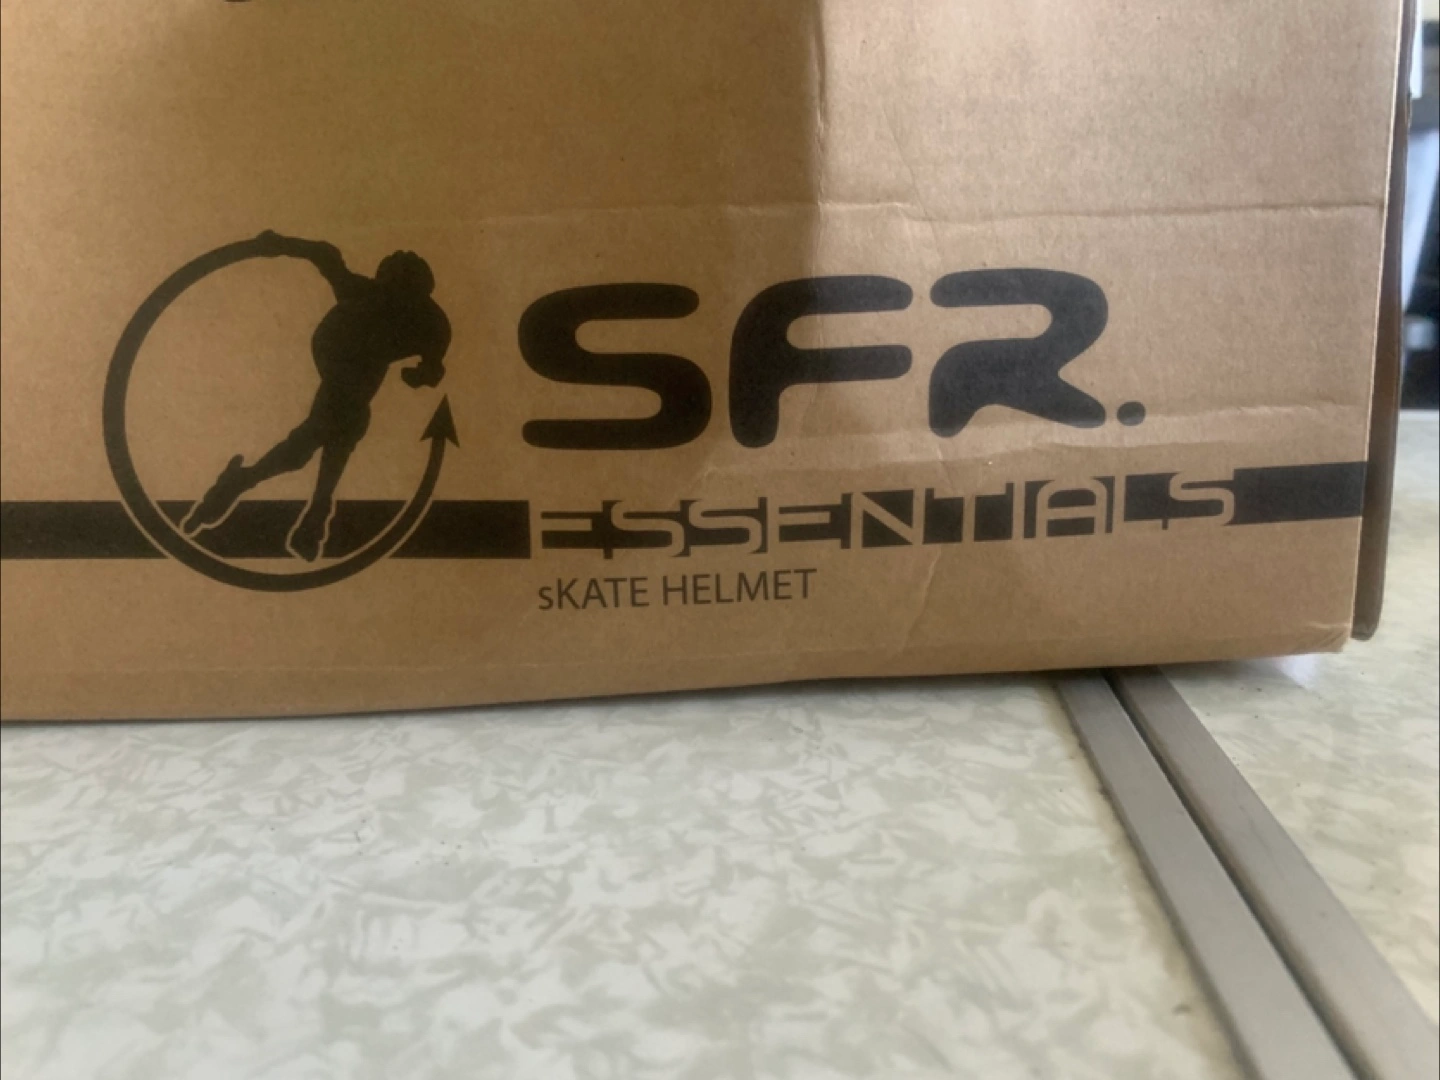 SFR.
ESSENTIALS
sKATE HELMET